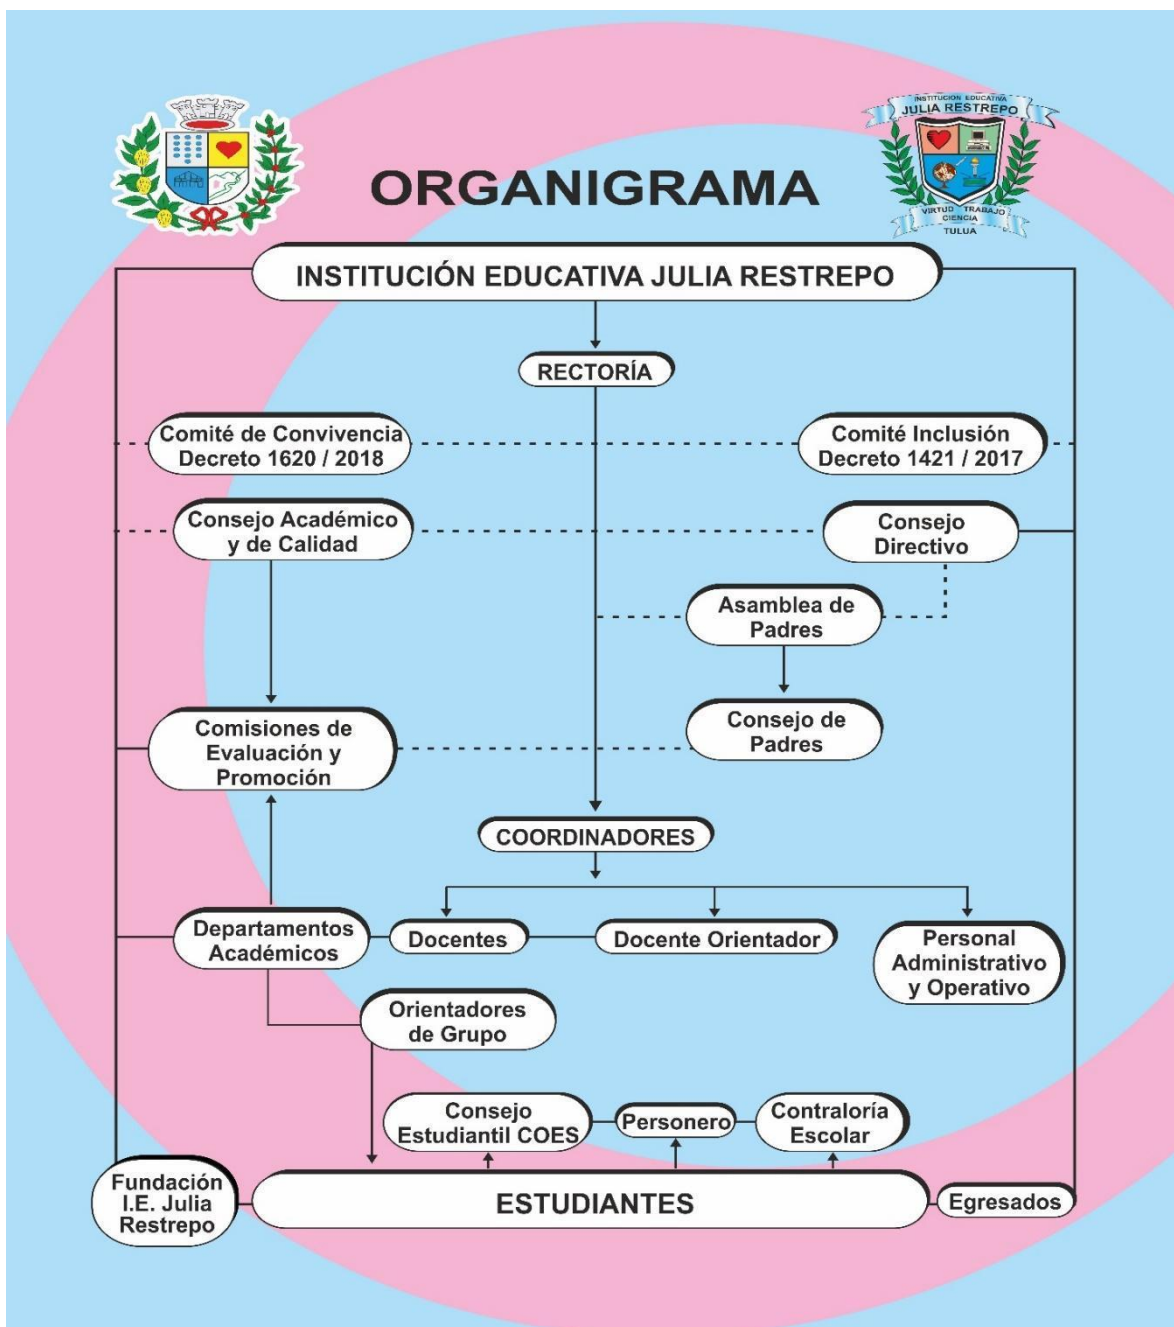 INSTITUCION EDUCATIVA
JULIA RESTREPO
ORGANIGRAMA
VIRTUD TRABAJO
CIENCIA
TULUA
INSTITUCIÓN EDUCATIVA JULIA RESTREPO
RECTORÍA
Comité de Convivencia
Decreto 1620 / 2018
Comité Inclusión
Decreto 1421 / 2017
Consejo Académico
y de Calidad
Consejo
Directivo
Asamblea de
Padres
Comisiones de
Evaluación y
Promoción
Consejo de
Padres
COORDINADORES
Departamentos
Académicos
Docentes
Docente Orientador
Personal
Administrativo
y Operativo
Orientadores
de Grupo
Consejo
Estudiantil COES
Personero
Contraloría
Escolar
Fundación
I.E. Julia
Restrepo
ESTUDIANTES
Egresados